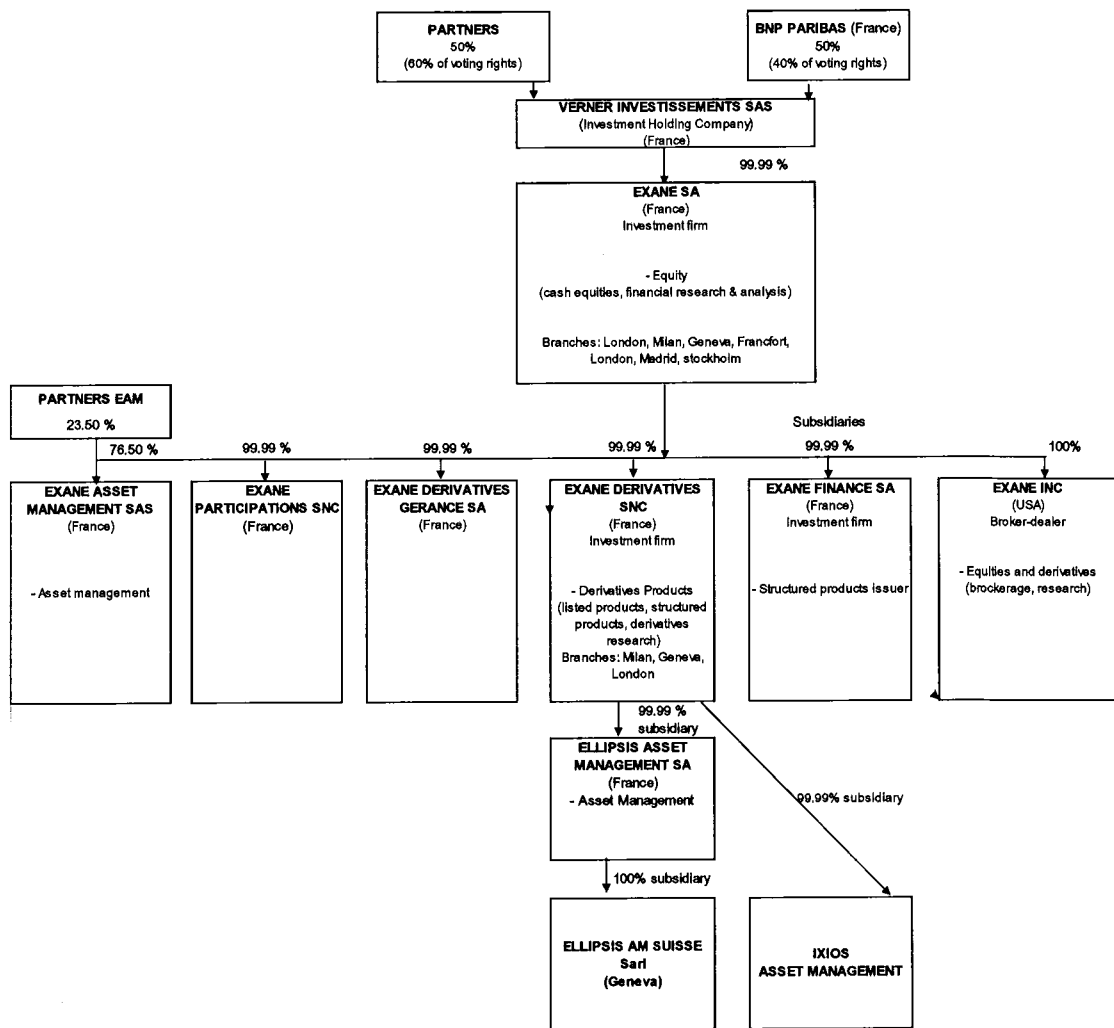 PARTNERS
50%
(60% of voting rights)
BNP PARIBAS (France)
50%
(40% of voting rights)
VERNER INVESTISSEMENTS SAS
(Investment Holding Company)
(France)
99.99 %
EXANE SA
(France)
Investment firm
- Equity
(cash equities, financial research & analysis)
Branches: London, Milan, Geneva, Francfort,
London, Madrid, stockholm
PARTNERS EAM
23.50 %
Subsidiaries
76.50 %
99.99 %
99.99 %
99.99 %
99.99 %
100%
EXANE ASSET
MANAGEMENT SAS
(France)
- Asset management
EXANE
PARTICIPATIONS SNC
(France)
EXANE DERIVATIVES
GERANCE SA
(France)
EXANE DERIVATIVES
SNC
(France)
Investment firm
- Derivatives Products
(listed products, structured
products, derivatives
research)
Branches: Milan, Geneva,
London
EXANE FINANCE SA
(France)
Investment firm
- Structured products issuer
EXANE INC
(USA)
Broker-dealer
- Equities and derivatives
(brokerage, research)
99.99 %
subsidiary
ELLIPSIS ASSET
MANAGEMENT SA
(France)
- Asset Management
99.99% subsidiary
100% subsidiary
ELLIPSIS AM SUISSE
Sarl
(Geneva)
IXIOS
ASSET MANAGEMENT